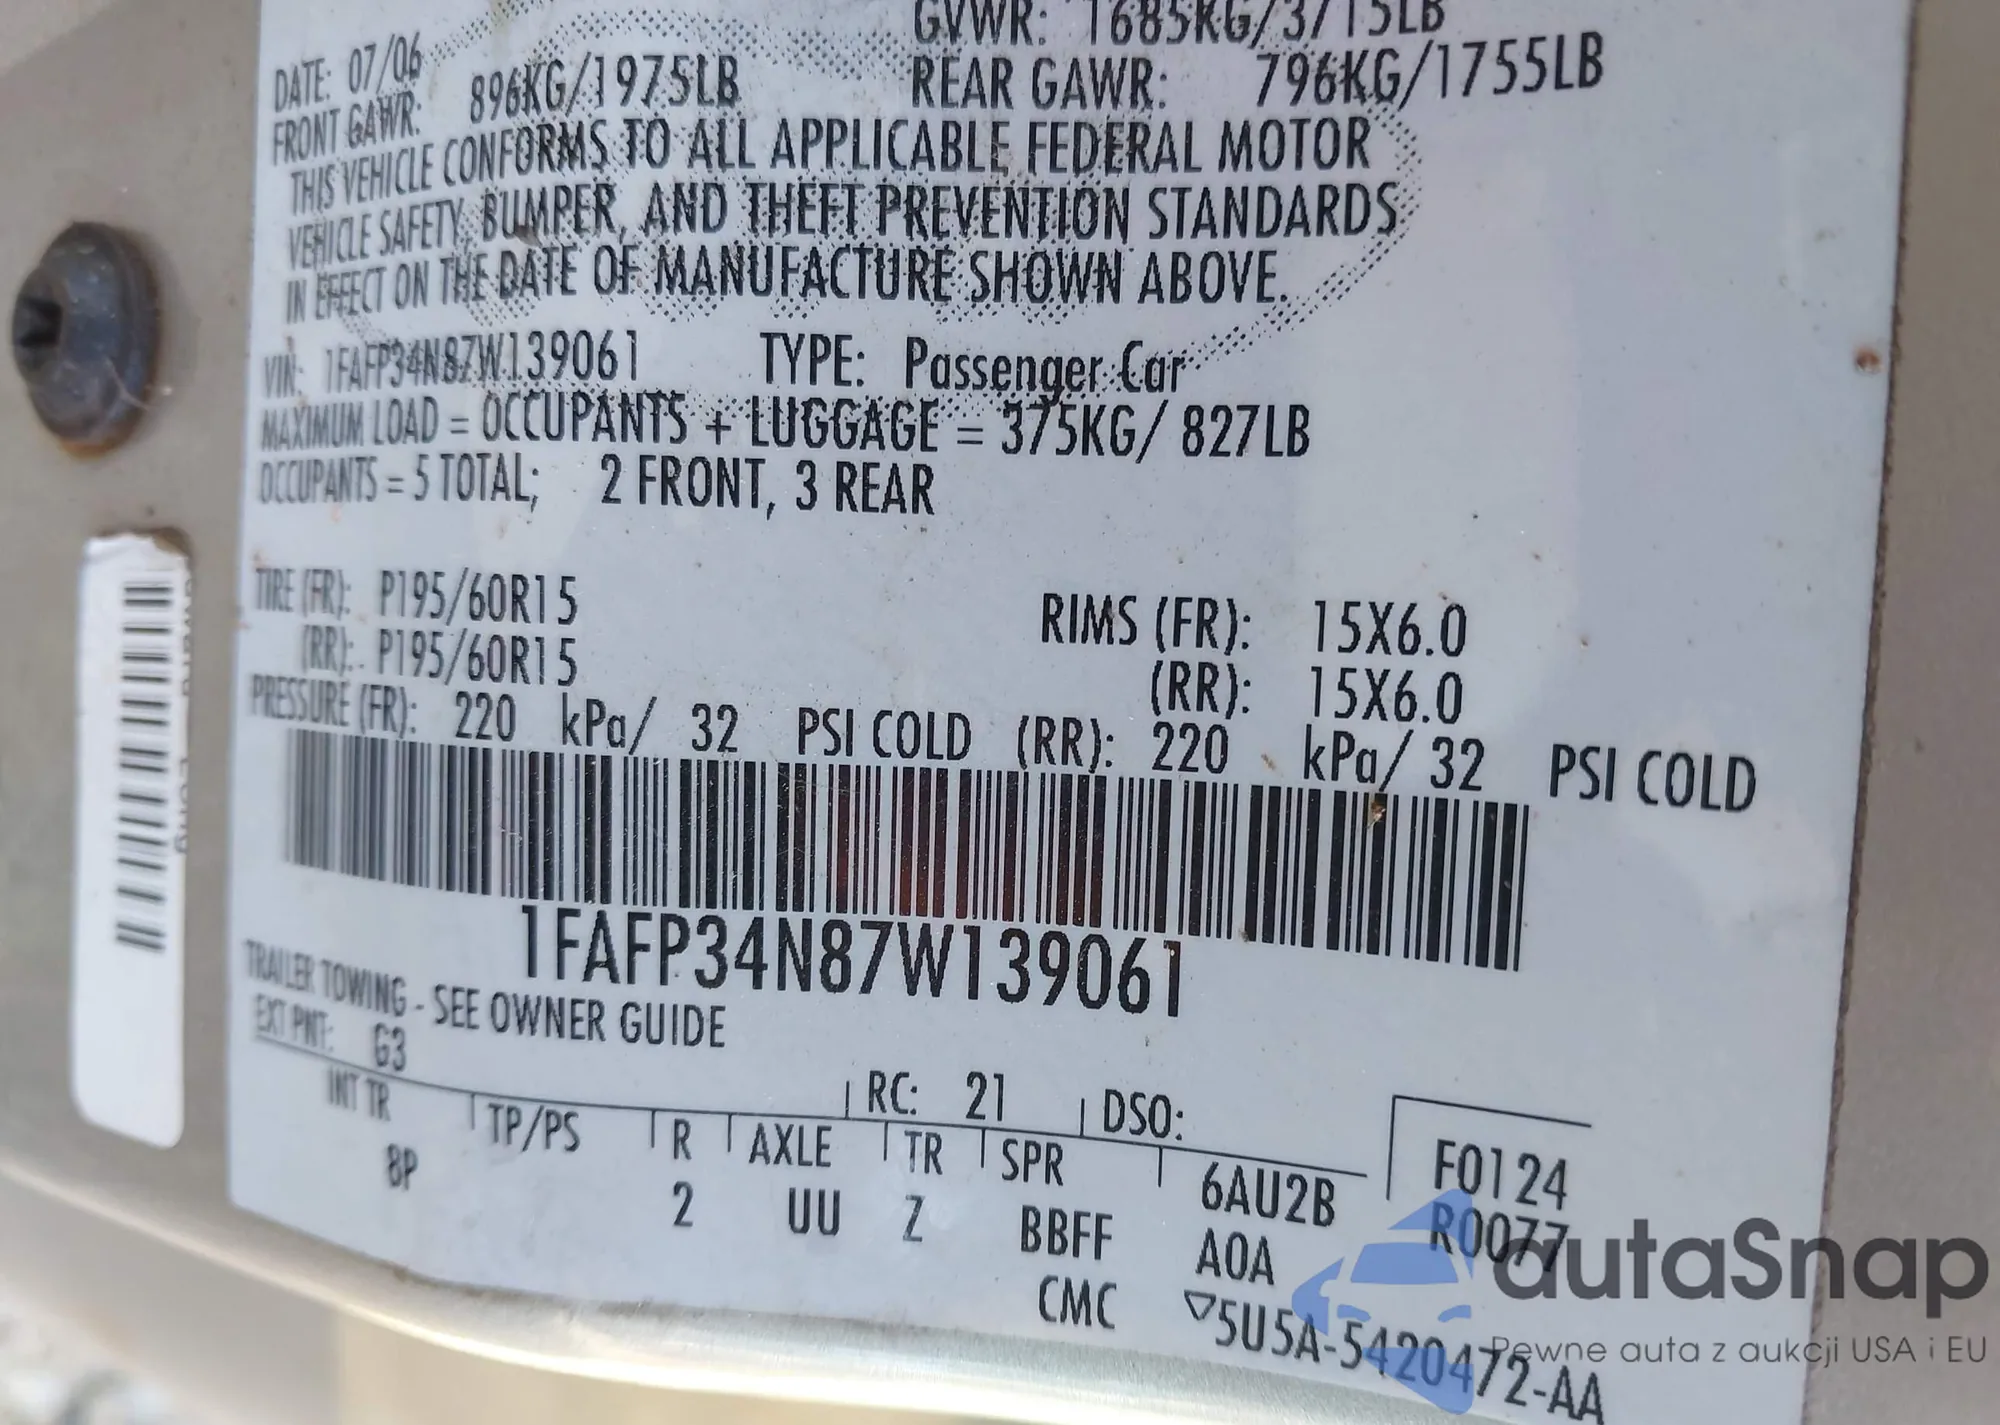 GVWR: 1685KG/3715LB
DATE: 07/06
FRONT GAWR: 896KG/1975LB REAR GAWR: 796KG/1755LB
THIS VEHICLE CONFORMS TO ALL APPLICABLE FEDERAL MOTOR
VEHICLE SAFETY, BUMPER, AND THEFT PREVENTION STANDARDS
IN EFFECT ON THE DATE OF MANUFACTURE SHOWN ABOVE.
VIN: 1FAFP34N87W139061 TYPE: Passenger Car
MAXIMUM LOAD = OCCUPANTS + LUGGAGE = 375KG/ 827LB
OCCUPANTS = 5 TOTAL; 2 FRONT, 3 REAR
TIRE (FR): P195/60R15 RIMS (FR): 15X6.0
(RR): P195/60R15 (RR): 15X6.0
PRESSURE (FR): 220 kPa/ 32 PSI COLD (RR): 220 kPa/ 32 PSI COLD
1FAFP34N87W139061
TRAILER TOWING - SEE OWNER GUIDE
EXT PNT: G3 RC: 21 DSO:
INT TR TP/PS R AXLE TR SPR 6AU2B F0124
8P 2 UU Z BBFF A0A R0077
CMC ▽5U5A-5420472-AA
autaSnap
Pewne auta z aukcji USA i EU